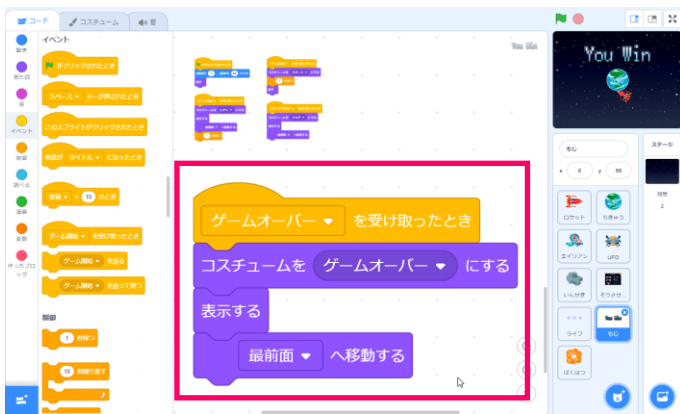 コード
コスチューム
音
イベント
がクリックされたとき
スペース キーが押されたとき
このスプライトがクリックされたとき
背景が タイトル になったとき
音量 > 10 のとき
ゲーム開始 を受け取ったとき
ゲーム開始 を送る
ゲーム開始 を送って待つ
制御
1 秒待つ
10 回繰り返す
動き
見た目
音
イベント
制御
調べる
演算
変数
作ったブロ
ック
You Win
ゲームオーバー を受け取ったとき
コスチュームを ゲームオーバー にする
表示する
最前面 へ移動する
You Win
もじ
x 0 y 88
ステージ
背景
2
ロケット
ちきゅう
エイリアン
UFO
いんせき
そうさせ...
ライフ
もじ
ばくはつ